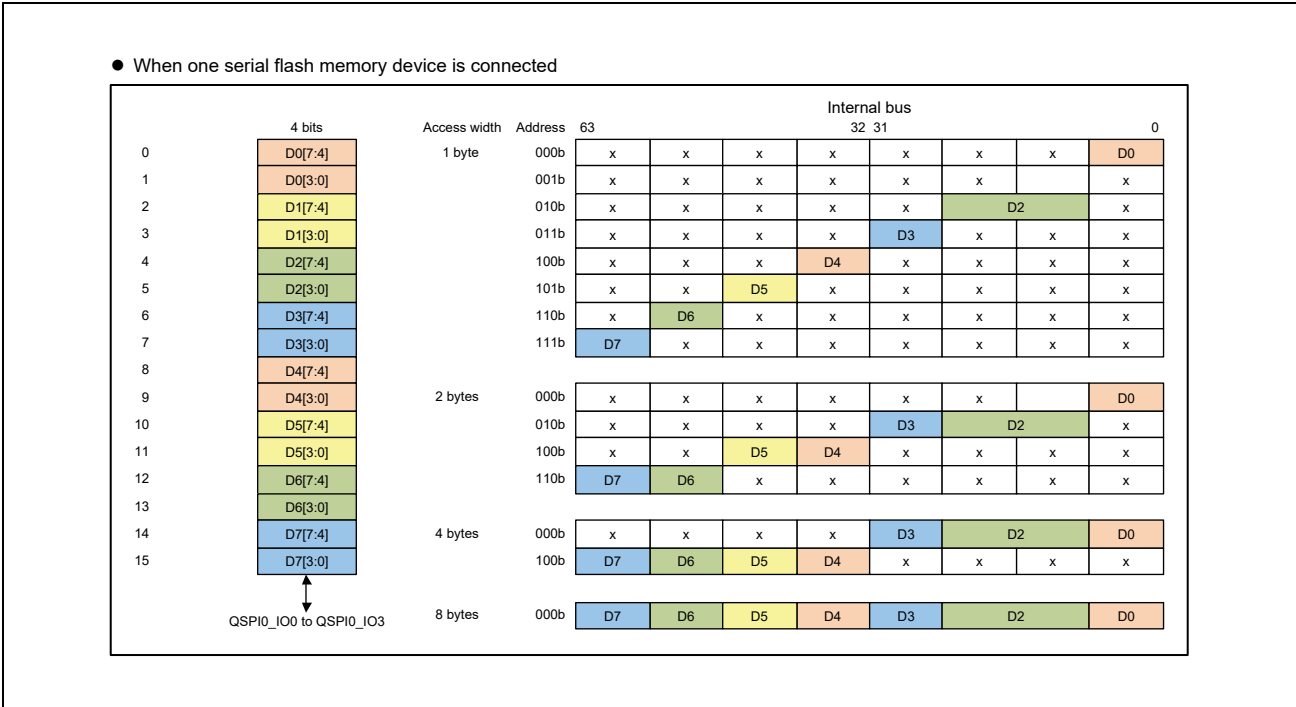 ● When one serial flash memory device is connected
Internal bus
4 bits Access width Address 63 32 31 0
0 D0[7:4] 1 byte 000b x x x x x x x D0
1 D0[3:0] 001b x x x x x x x
2 D1[7:4] 010b x x x x x D2 x
3 D1[3:0] 011b x x x x D3 x x x
4 D2[7:4] 100b x x x D4 x x x x
5 D2[3:0] 101b x x D5 x x x x x
6 D3[7:4] 110b x D6 x x x x x x
7 D3[3:0] 111b D7 x x x x x x x
8 D4[7:4]
9 D4[3:0] 2 bytes 000b x x x x x x D0
10 D5[7:4] 010b x x x x D3 D2 x
11 D5[3:0] 100b x x D5 D4 x x x x
12 D6[7:4] 110b D7 D6 x x x x x x
13 D6[3:0]
14 D7[7:4] 4 bytes 000b x x x x D3 D2 D0
15 D7[3:0] 100b D7 D6 D5 D4 x x x x
QSPI0_IO0 to QSPI0_IO3 8 bytes 000b D7 D6 D5 D4 D3 D2 D0